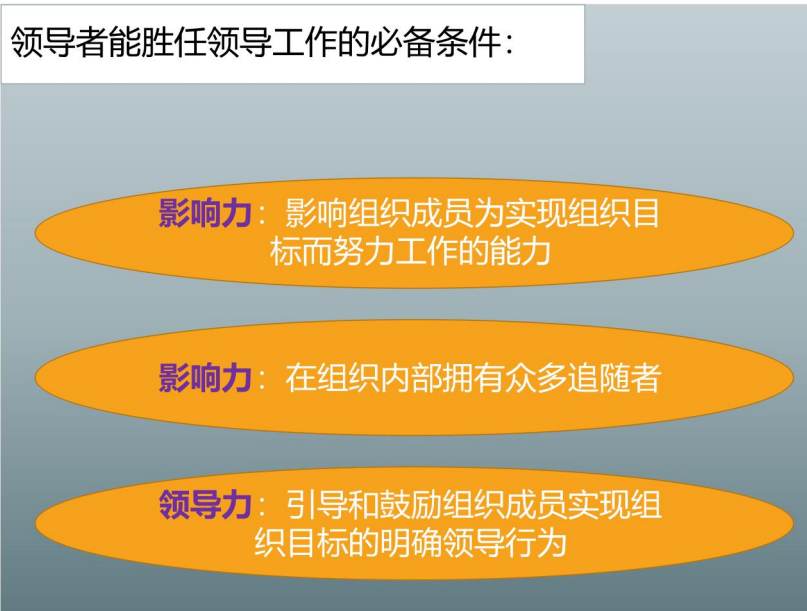 领导者能胜任领导工作的必备条件：
影响力：影响组织成员为实现组织目
标而努力工作的能力
影响力：在组织内部拥有众多追随者
领导力：引导和鼓励组织成员实现组
织目标的明确领导行为